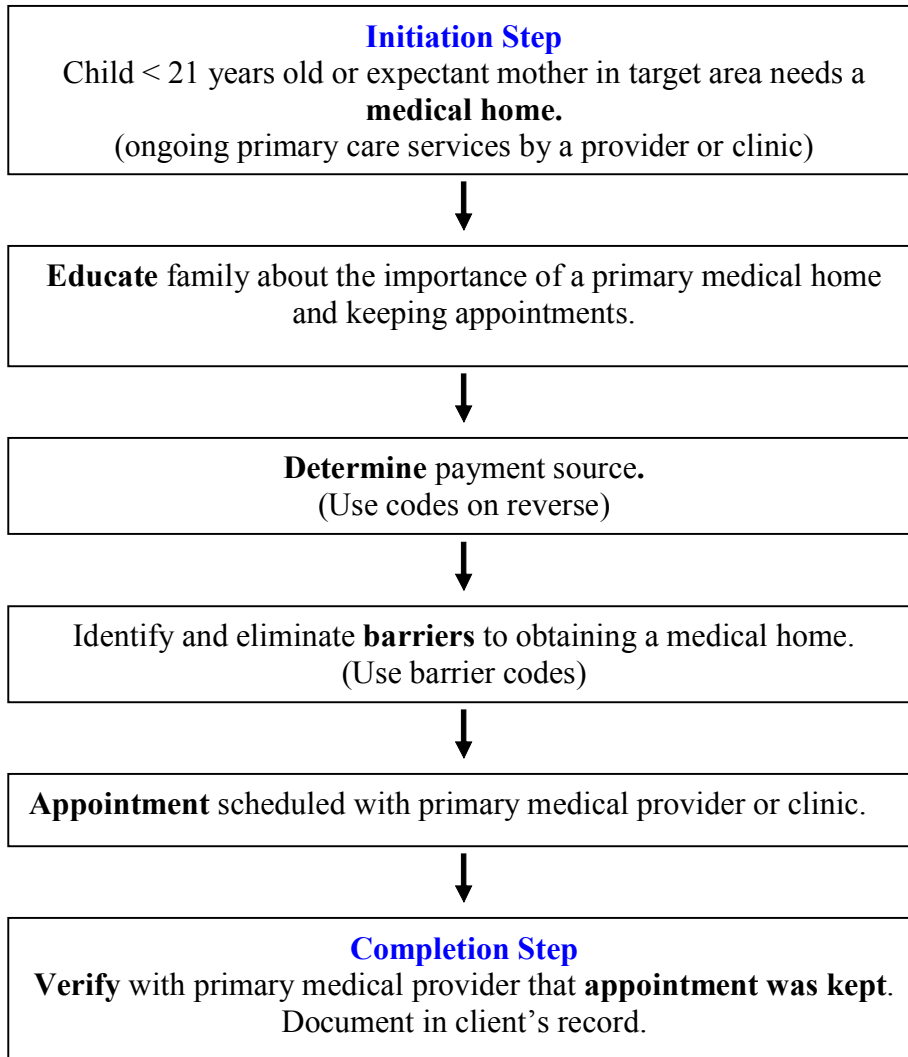 Initiation Step
Child < 21 years old or expectant mother in target area needs a
medical home.
(ongoing primary care services by a provider or clinic)
Educate family about the importance of a primary medical home
and keeping appointments.
Determine payment source.
(Use codes on reverse)
Identify and eliminate barriers to obtaining a medical home.
(Use barrier codes)
Appointment scheduled with primary medical provider or clinic.
Completion Step
Verify with primary medical provider that appointment was kept.
Document in client’s record.